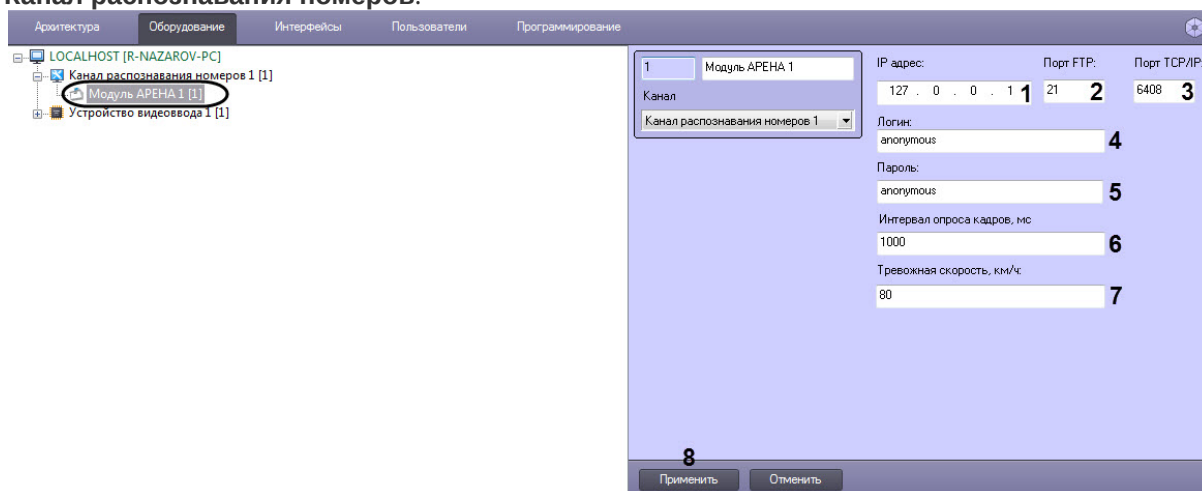 Канал распознавания номеров.
Архитектура Оборудование Интерфейсы Пользователи Программирование
LOCALHOST [R-NAZAROV-PC]
Канал распознавания номеров 1 [1]
Модуль АРЕНА 1 [1]
Устройство видеоввода 1 [1]
1 Модуль АРЕНА 1
Канал
Канал распознавания номеров 1
IP адрес: Порт FTP: Порт TCP/IP:
127 . 0 . 0 . 1 1 21 2 6408 3
Логин:
anonymous 4
Пароль:
anonymous 5
Интервал опроса кадров, мс
1000 6
Тревожная скорость, км/ч:
80 7
8
Применить Отменить